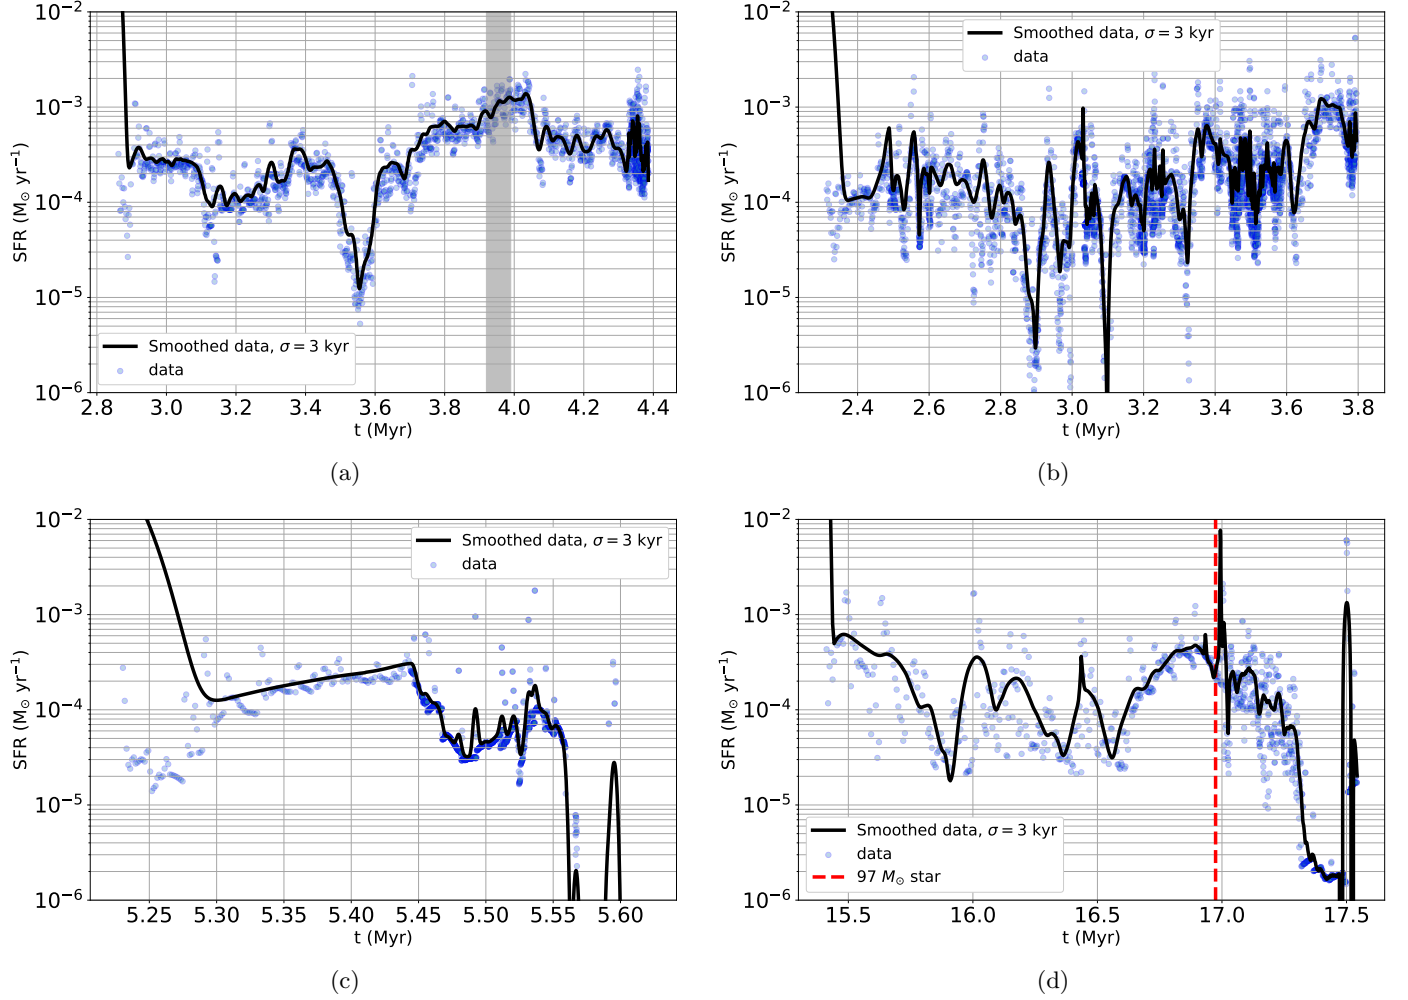 10⁻²
10⁻³
10⁻⁴
10⁻⁵
10⁻⁶
SFR (M⊙ yr⁻¹)
Smoothed data, σ = 3 kyr
data
2.8 3.0 3.2 3.4 3.6 3.8 4.0 4.2 4.4
t (Myr)
(a)
10⁻²
10⁻³
10⁻⁴
10⁻⁵
10⁻⁶
SFR (M⊙ yr⁻¹)
Smoothed data, σ = 3 kyr
data
2.4 2.6 2.8 3.0 3.2 3.4 3.6 3.8
t (Myr)
(b)
10⁻²
10⁻³
10⁻⁴
10⁻⁵
10⁻⁶
SFR (M⊙ yr⁻¹)
Smoothed data, σ = 3 kyr
data
5.25 5.30 5.35 5.40 5.45 5.50 5.55 5.60
t (Myr)
(c)
10⁻²
10⁻³
10⁻⁴
10⁻⁵
10⁻⁶
SFR (M⊙ yr⁻¹)
Smoothed data, σ = 3 kyr
data
97 M⊙ star
15.5 16.0 16.5 17.0 17.5
t (Myr)
(d)